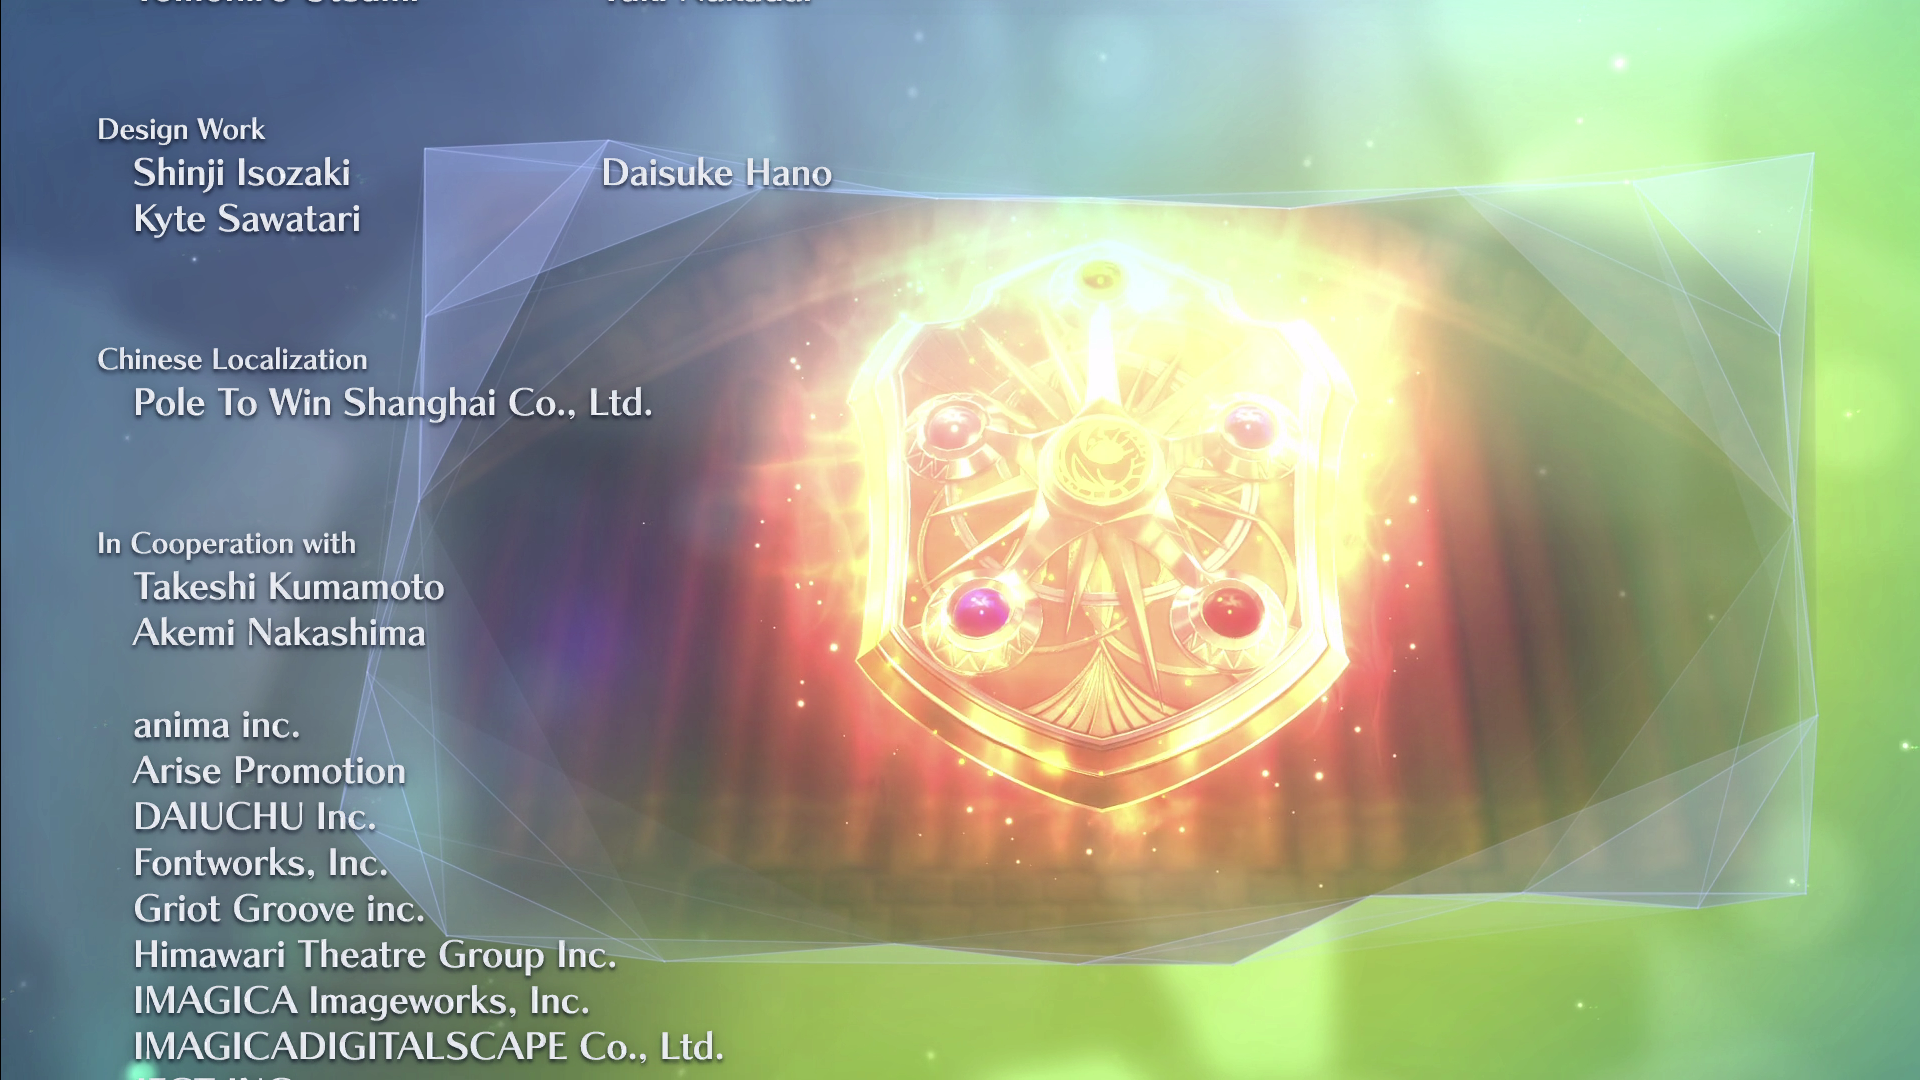 Design Work
Shinji Isozaki Daisuke Hano
Kyte Sawatari
Chinese Localization
Pole To Win Shanghai Co., Ltd.
In Cooperation with
Takeshi Kumamoto
Akemi Nakashima
anima inc.
Arise Promotion
DAIUCHU Inc.
Fontworks, Inc.
Griot Groove inc.
Himawari Theatre Group Inc.
IMAGICA Imageworks, Inc.
IMAGICADIGITALSCAPE Co., Ltd.